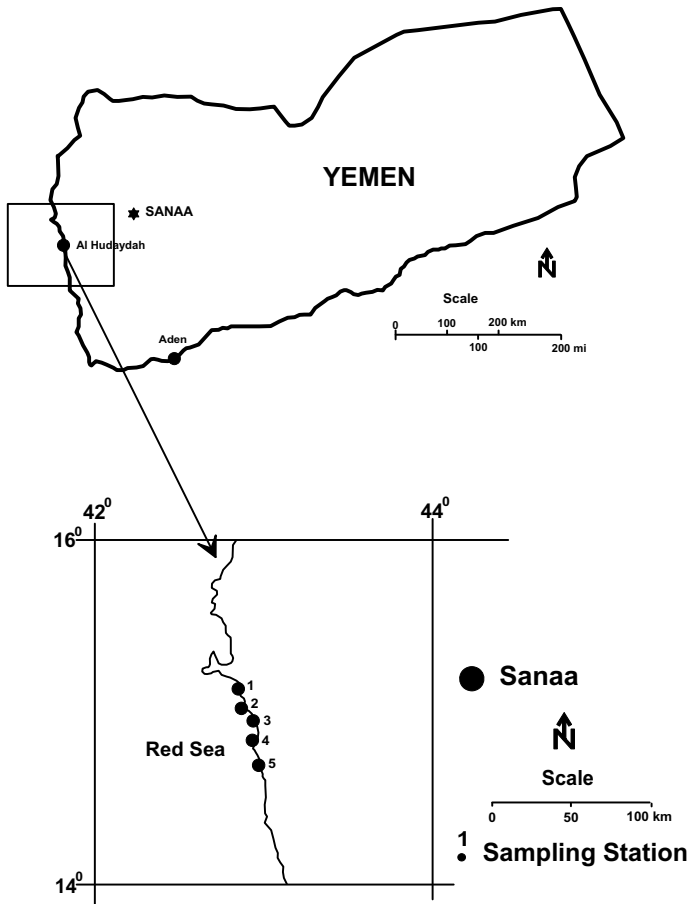 YEMEN
SANAA
Al Hudaydah
N
Scale
0 100 200 km
100 200 mi
Aden
42⁰ 44⁰
16⁰
1
2
3
4
5
Red Sea
Sanaa
N
Scale
0 50 100 km
1
Sampling Station
14⁰